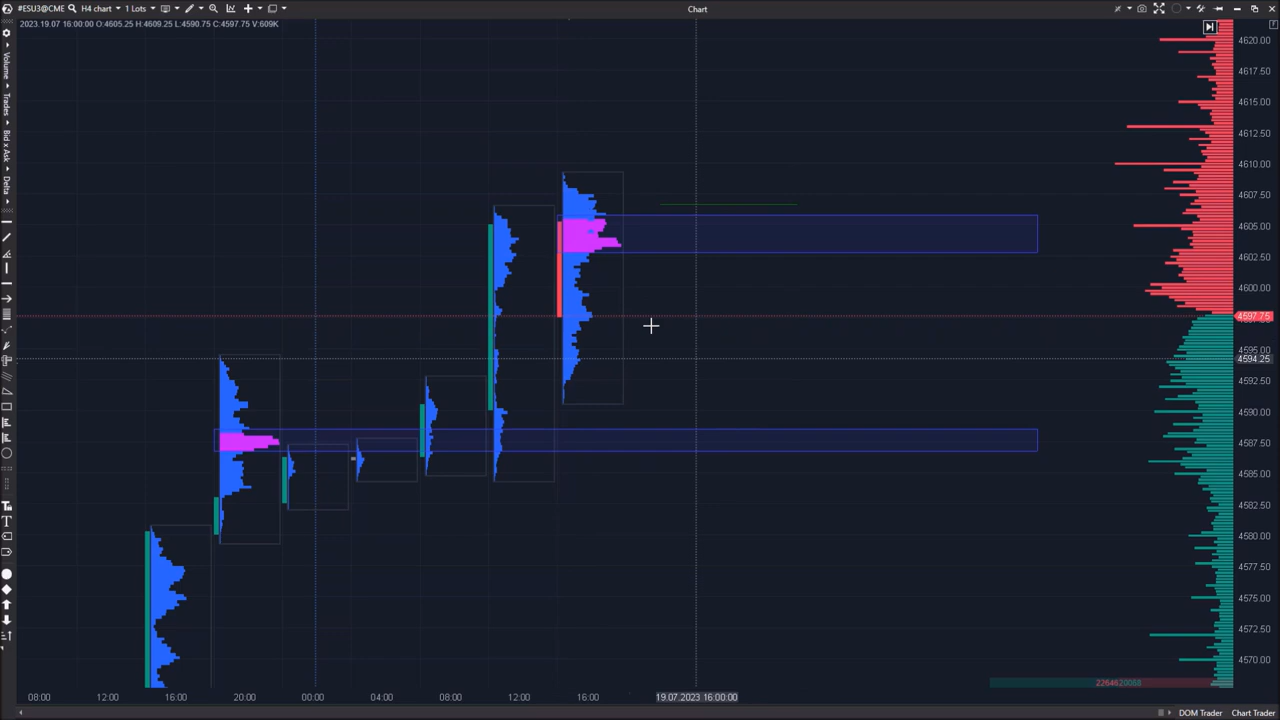 #ESU3@CME H4 chart 1 Lots Chart
2023.19.07 16:00:00 O:4605.25 H:4609.25 L:4590.75 C:4597.75 V:609K
Volume
Trades
Bid x Ask
Delta
4620.00
4617.50
4615.00
4612.50
4610.00
4607.50
4605.00
4602.50
4600.00
4597.75
4595.00
4594.25
4592.50
4590.00
4587.50
4585.00
4582.50
4580.00
4577.50
4575.00
4572.50
4570.00
08:00 12:00 16:00 20:00 00:00 04:00 08:00 12:00 16:00 19.07.2023 16:00:00
DOM Trader Chart Trader